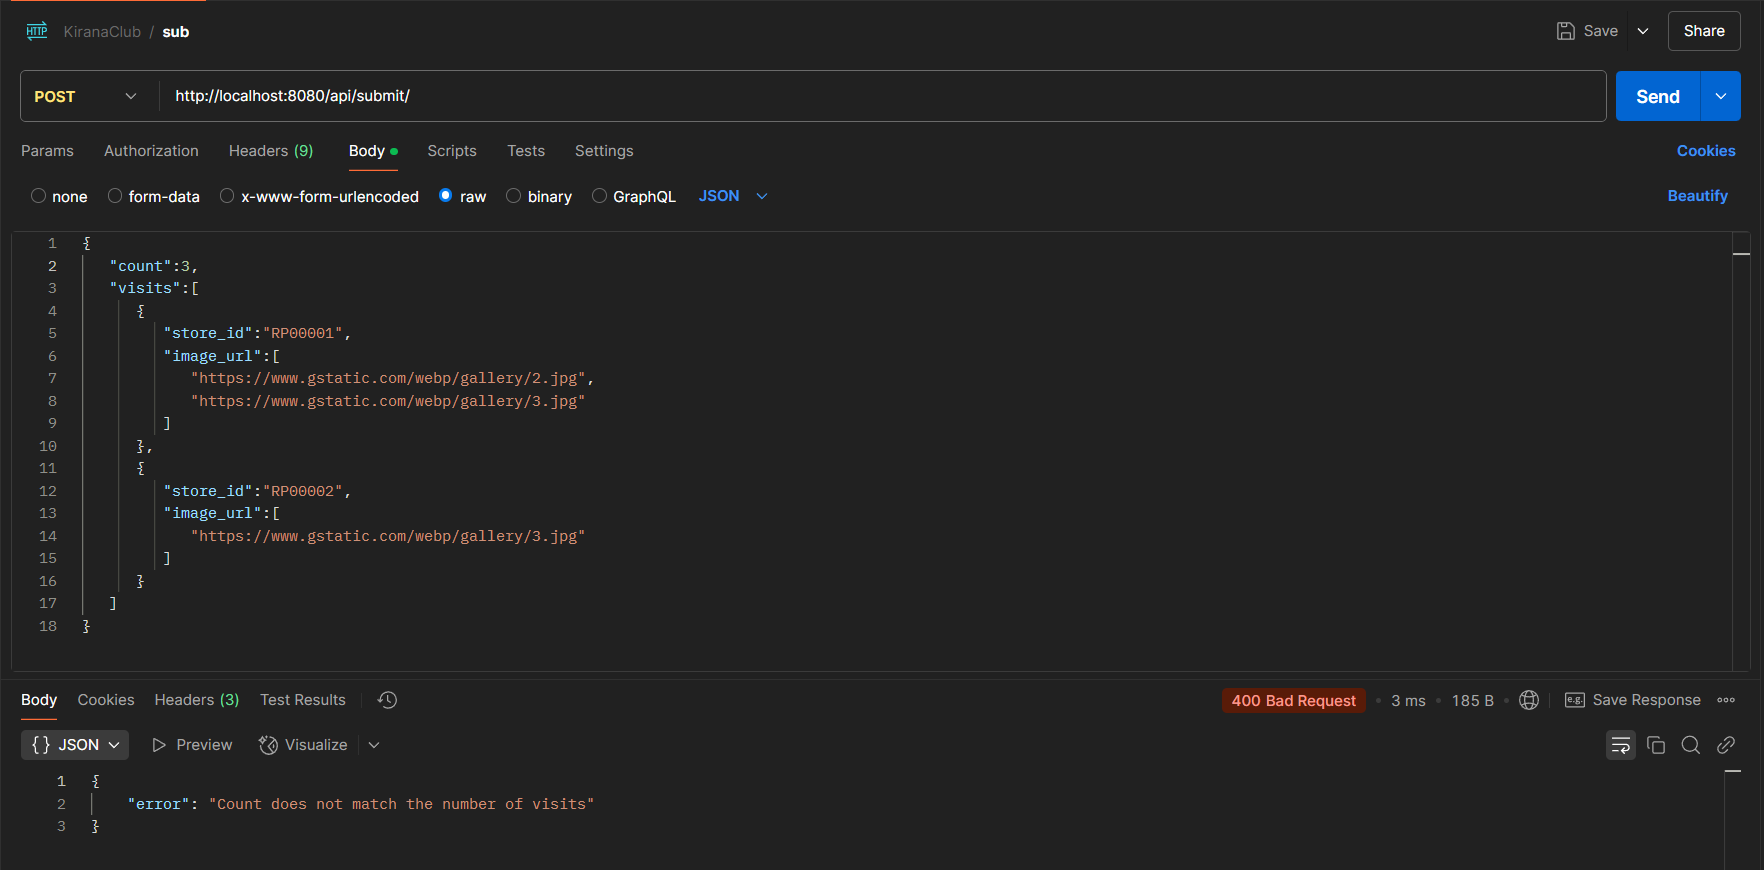 HTTP KiranaClub / sub Save Share
POST http://localhost:8080/api/submit/ Send
Params Authorization Headers (9) Body Scripts Tests Settings Cookies
none form-data x-www-form-urlencoded raw binary GraphQL JSON Beautify
1 {
2 "count":3,
3 "visits":[
4 {
5 "store_id":"RP00001",
6 "image_url":[
7 "https://www.gstatic.com/webp/gallery/2.jpg",
8 "https://www.gstatic.com/webp/gallery/3.jpg"
9 ]
10 },
11 {
12 "store_id":"RP00002",
13 "image_url":[
14 "https://www.gstatic.com/webp/gallery/3.jpg"
15 ]
16 }
17 ]
18 }
Body Cookies Headers (3) Test Results 400 Bad Request • 3 ms • 185 B • e.g. Save Response
{} JSON Preview Visualize
1 {
2 "error": "Count does not match the number of visits"
3 }